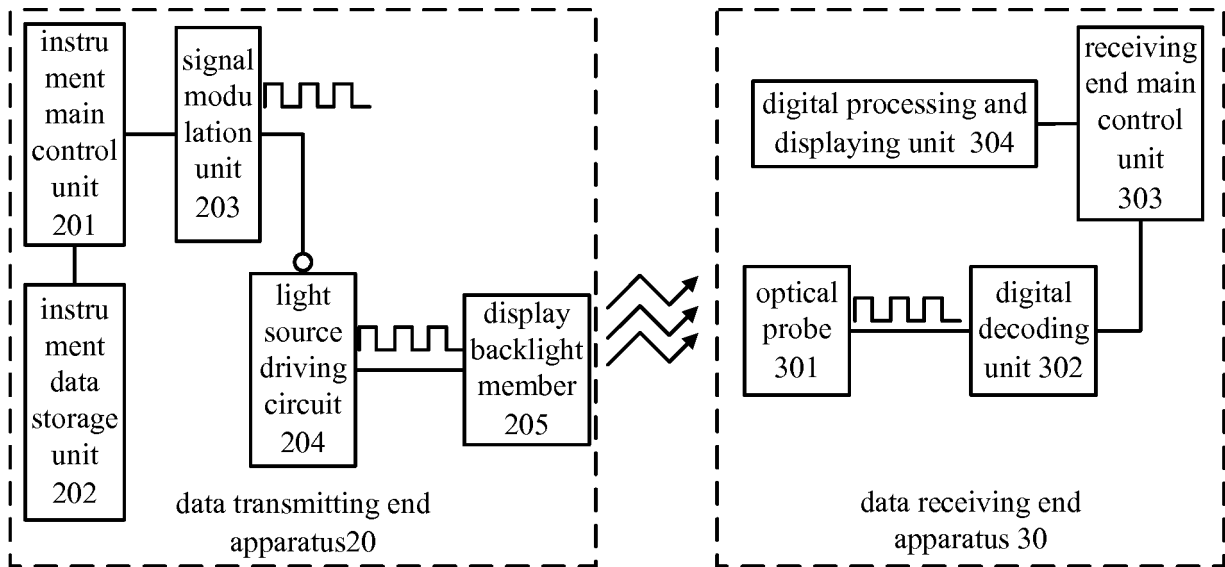 instru
ment
main
control
unit
201
instru
ment
data
storage
unit
202
signal
modu
lation
unit
203
light
source
driving
circuit
204
display
backlight
member
205
data transmitting end
apparatus20
digital processing and
displaying unit 304
receiving
end main
control
unit
303
optical
probe
301
digital
decoding
unit 302
data receiving end
apparatus 30